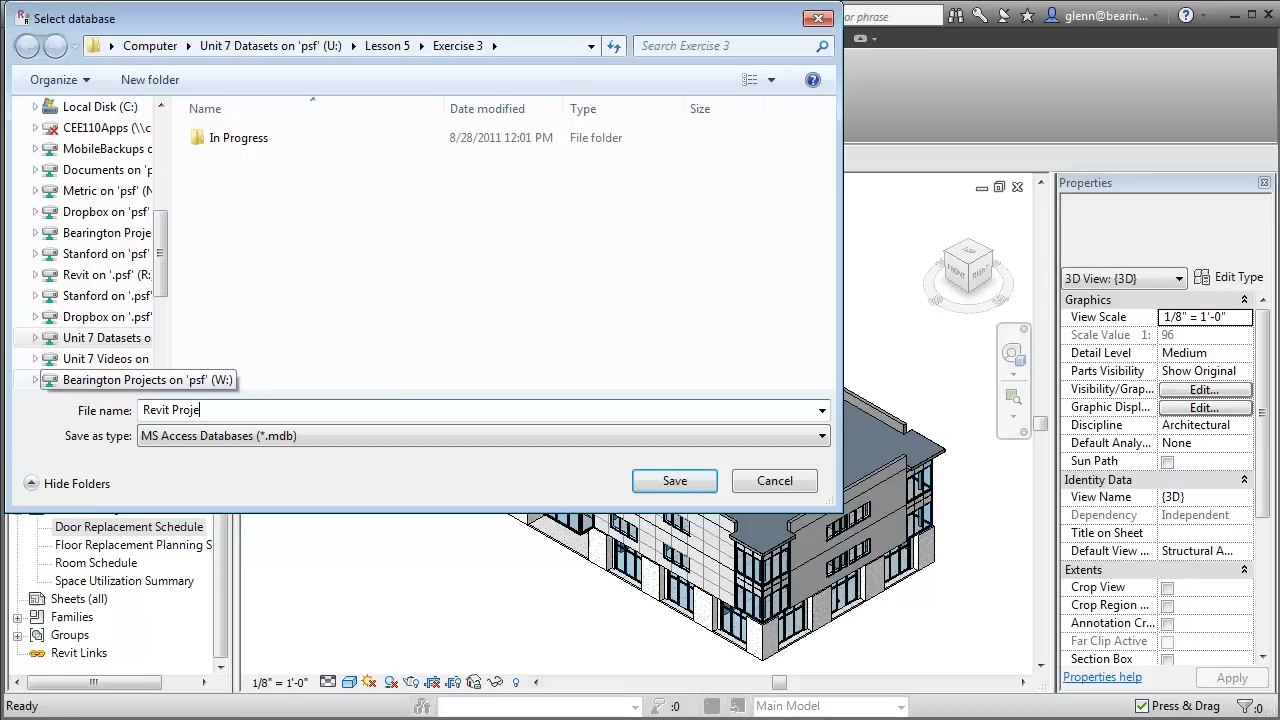 Select database
or phrase
glenn@bearin...
Computer
Unit 7 Datasets on 'psf' (U:)
Lesson 5
Exercise 3
Search Exercise 3
Organize
New folder
Name
Date modified
Type
Size
In Progress
8/28/2011 12:01 PM
File folder
Local Disk (C:)
CEE110Apps (\\c
MobileBackups
Documents on 'p
Metric on 'psf' (N
Dropbox on 'psf'
Bearington Proje
Stanford on 'psf'
Revit on '.psf' (R:
Stanford on '.psf'
Dropbox on '.psf'
Unit 7 Datasets o
Unit 7 Videos on
Bearington Projects on 'psf' (W:)
File name:
Revit Proje
Save as type:
MS Access Databases (*.mdb)
Hide Folders
Save
Cancel
Properties
3D View: {3D}
Edit Type
Graphics
View Scale
1/8" = 1'-0"
Scale Value 1:
96
Detail Level
Medium
Parts Visibility
Show Original
Visibility/Grap...
Edit...
Graphic Displ...
Edit...
Discipline
Architectural
Default Analy...
None
Sun Path
Identity Data
View Name
{3D}
Dependency
Independent
Title on Sheet
Default View ...
Structural A...
Extents
Crop View
Crop Region ...
Annotation Cr...
Far Clip Active
Section Box
Properties help
Apply
FRONT
RIGHT
Door Replacement Schedule
Floor Replacement Planning S
Room Schedule
Space Utilization Summary
Sheets (all)
Families
Groups
Revit Links
1/8" = 1'-0"
Ready
:0
Main Model
Press & Drag
:0